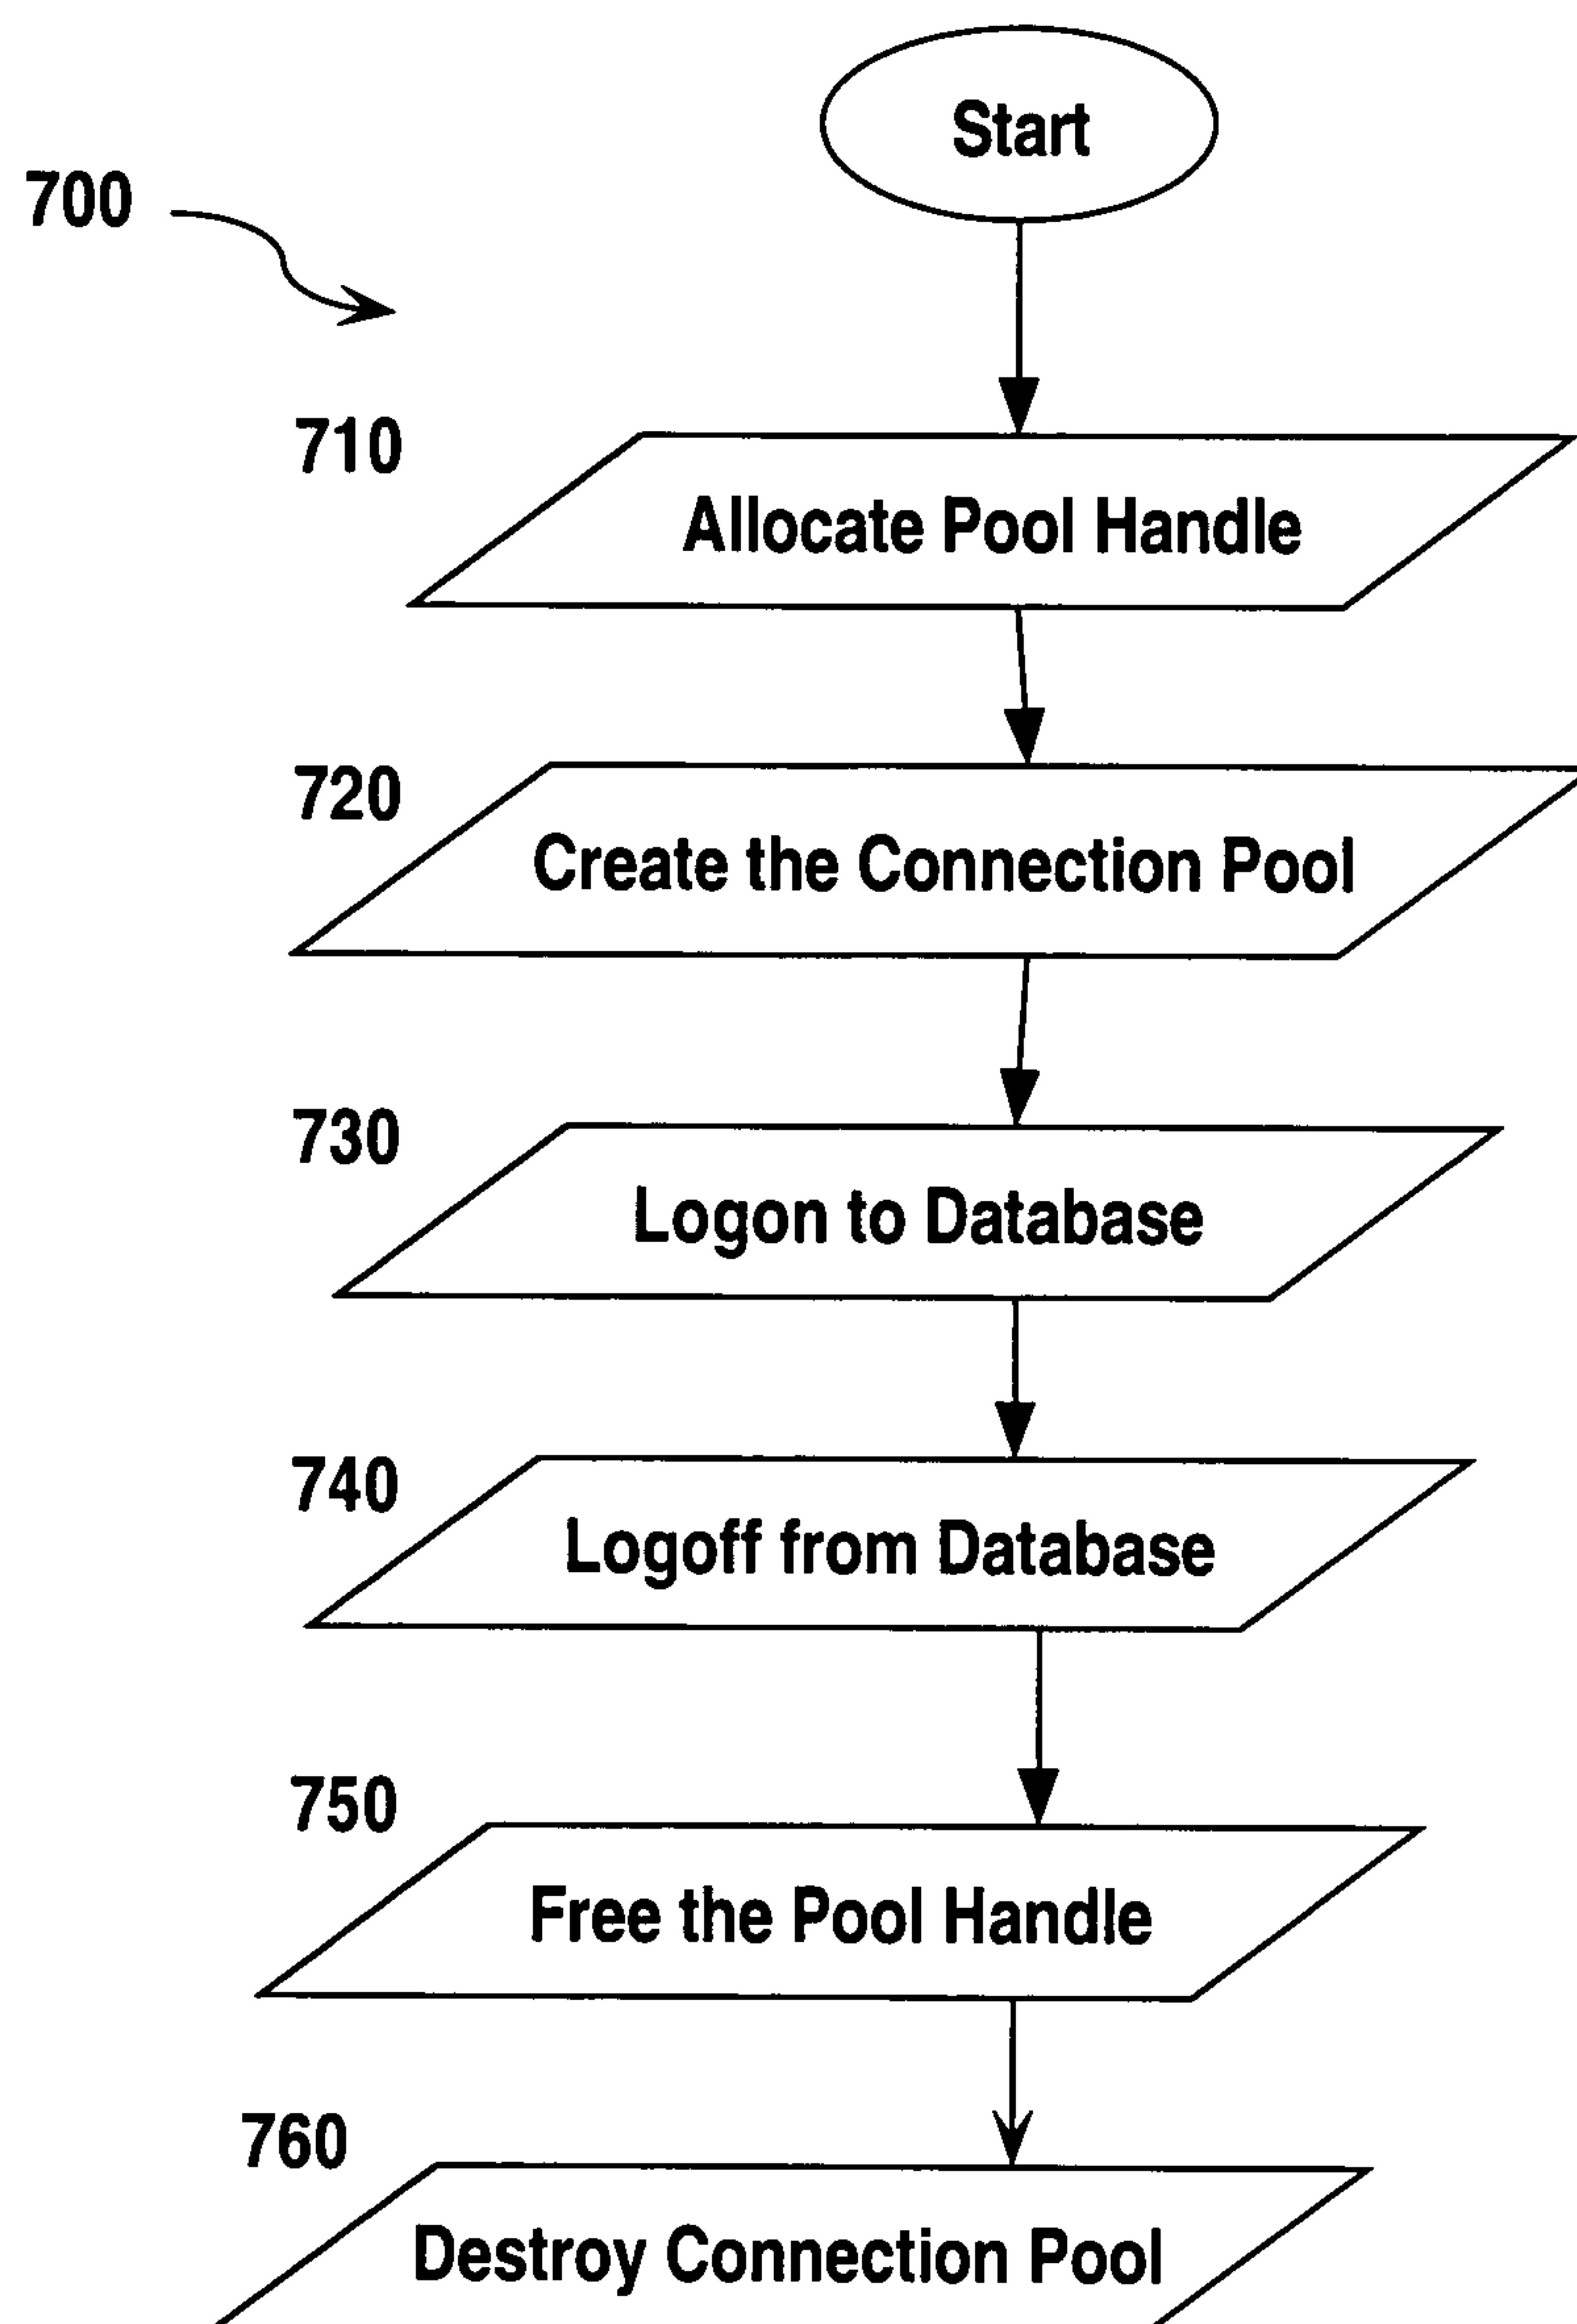 Start
700
710
Allocate Pool Handle
720
Create the Connection Pool
730
Logon to Database
740
Logoff from Database
750
Free the Pool Handle
760
Destroy Connection Pool